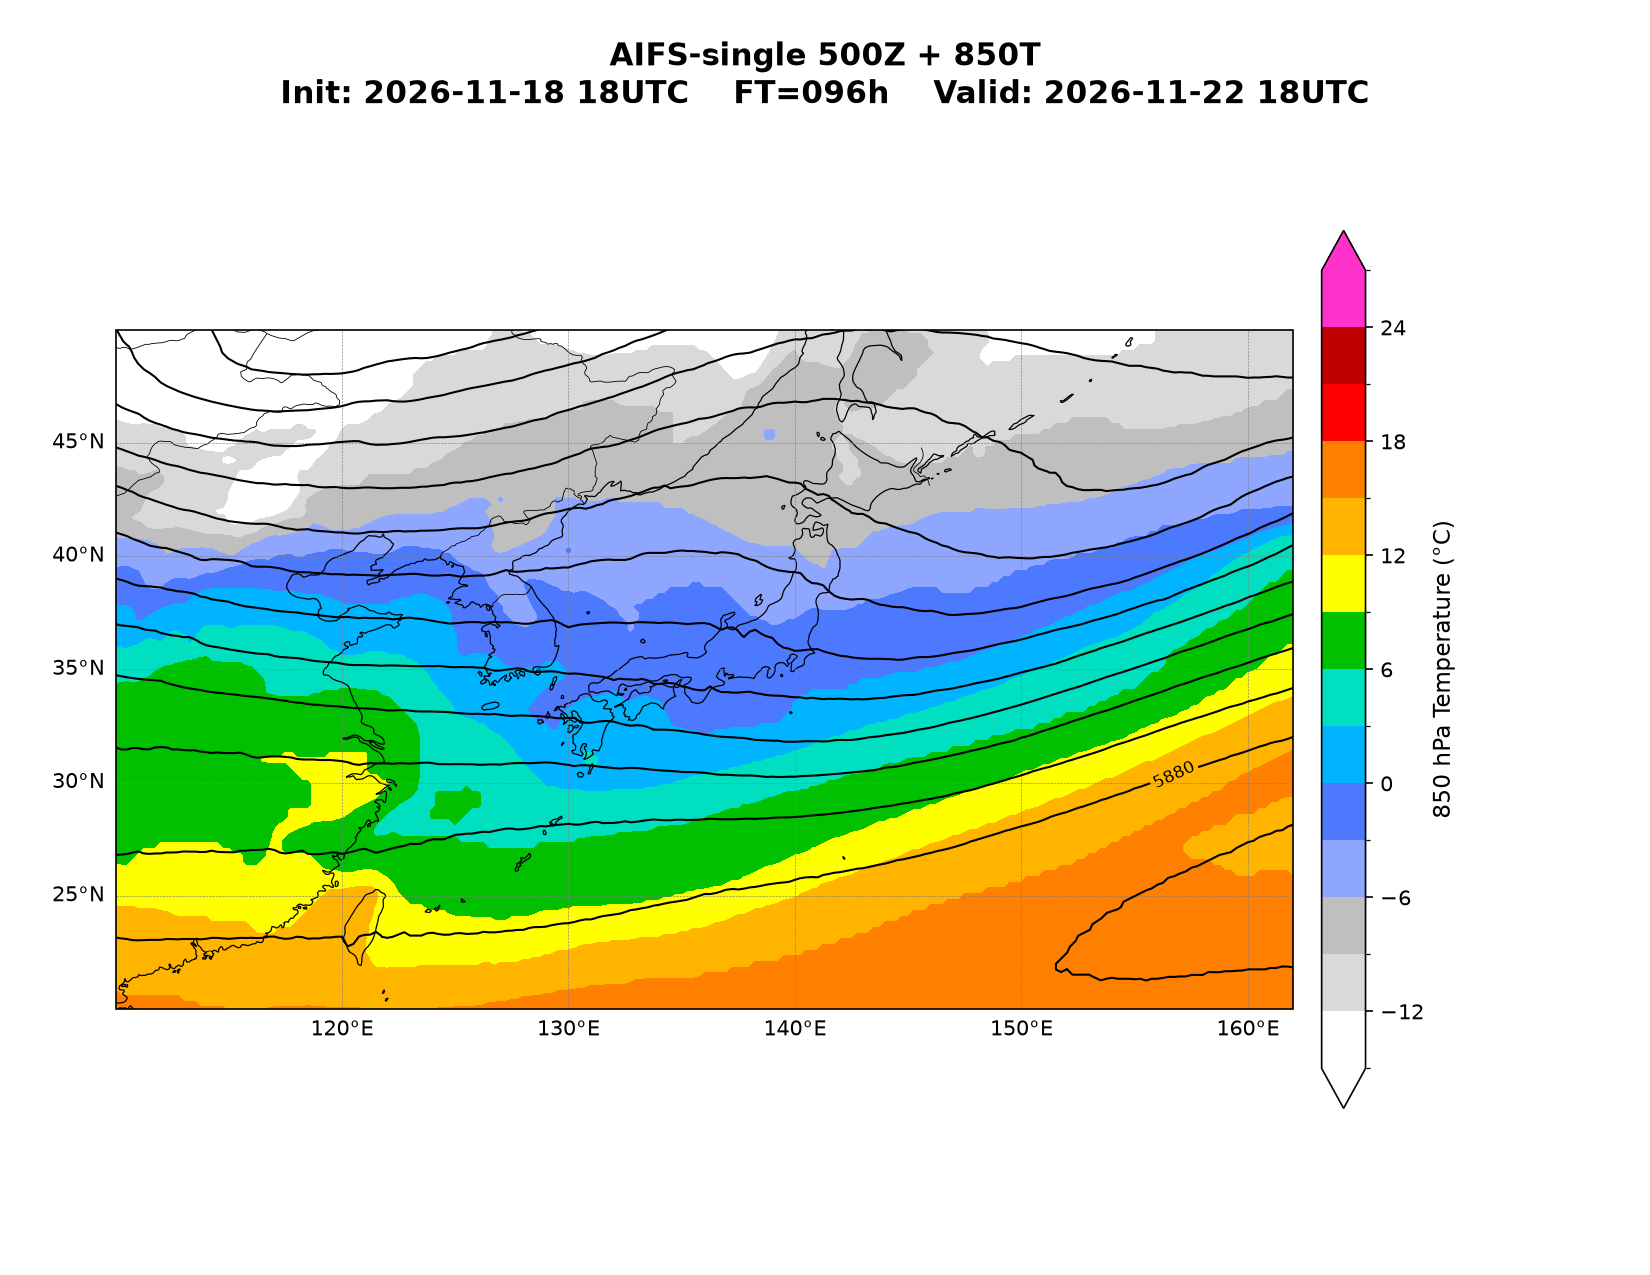 AIFS-single 500Z + 850T
Init: 2026-11-18 18UTC    FT=096h    Valid: 2026-11-22 18UTC
45°N
40°N
35°N
30°N
25°N
120°E
130°E
140°E
150°E
160°E
5880
24
18
12
6
0
−6
−12
850 hPa Temperature (°C)